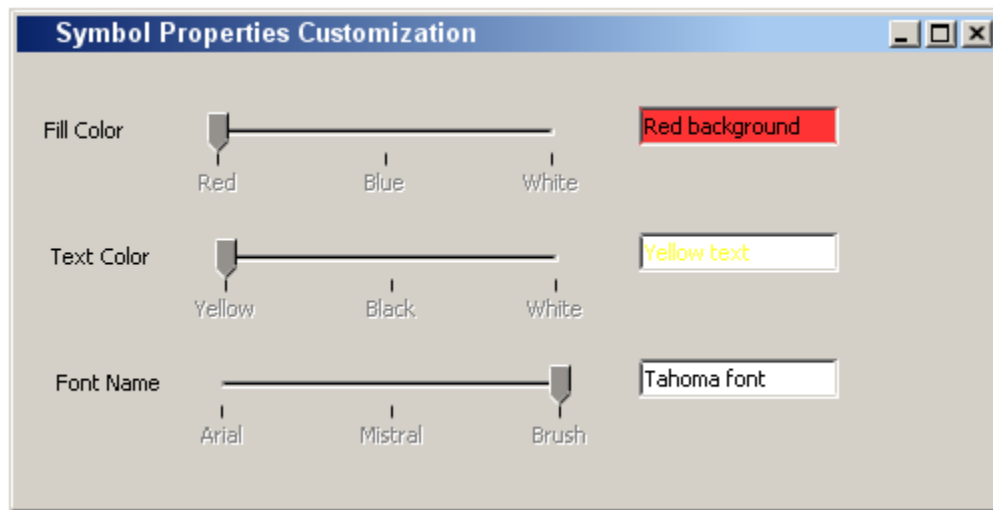 Symbol Properties Customization
Fill Color
Red background
Red Blue White
Text Color
Yellow text
Yellow Black White
Font Name
Tahoma font
Arial Mistral Brush